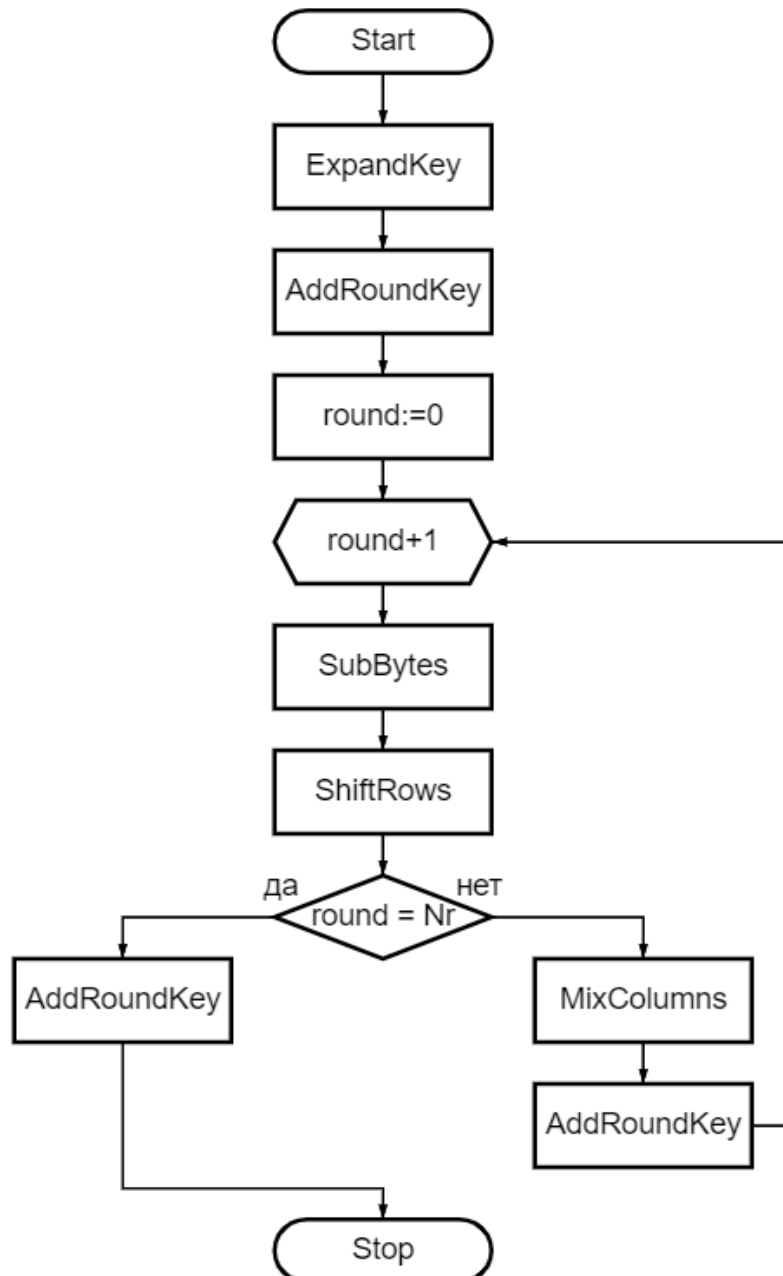 Start
ExpandKey
AddRoundKey
round:=0
round+1
SubBytes
ShiftRows
да
нет
round = Nr
AddRoundKey
MixColumns
AddRoundKey
Stop